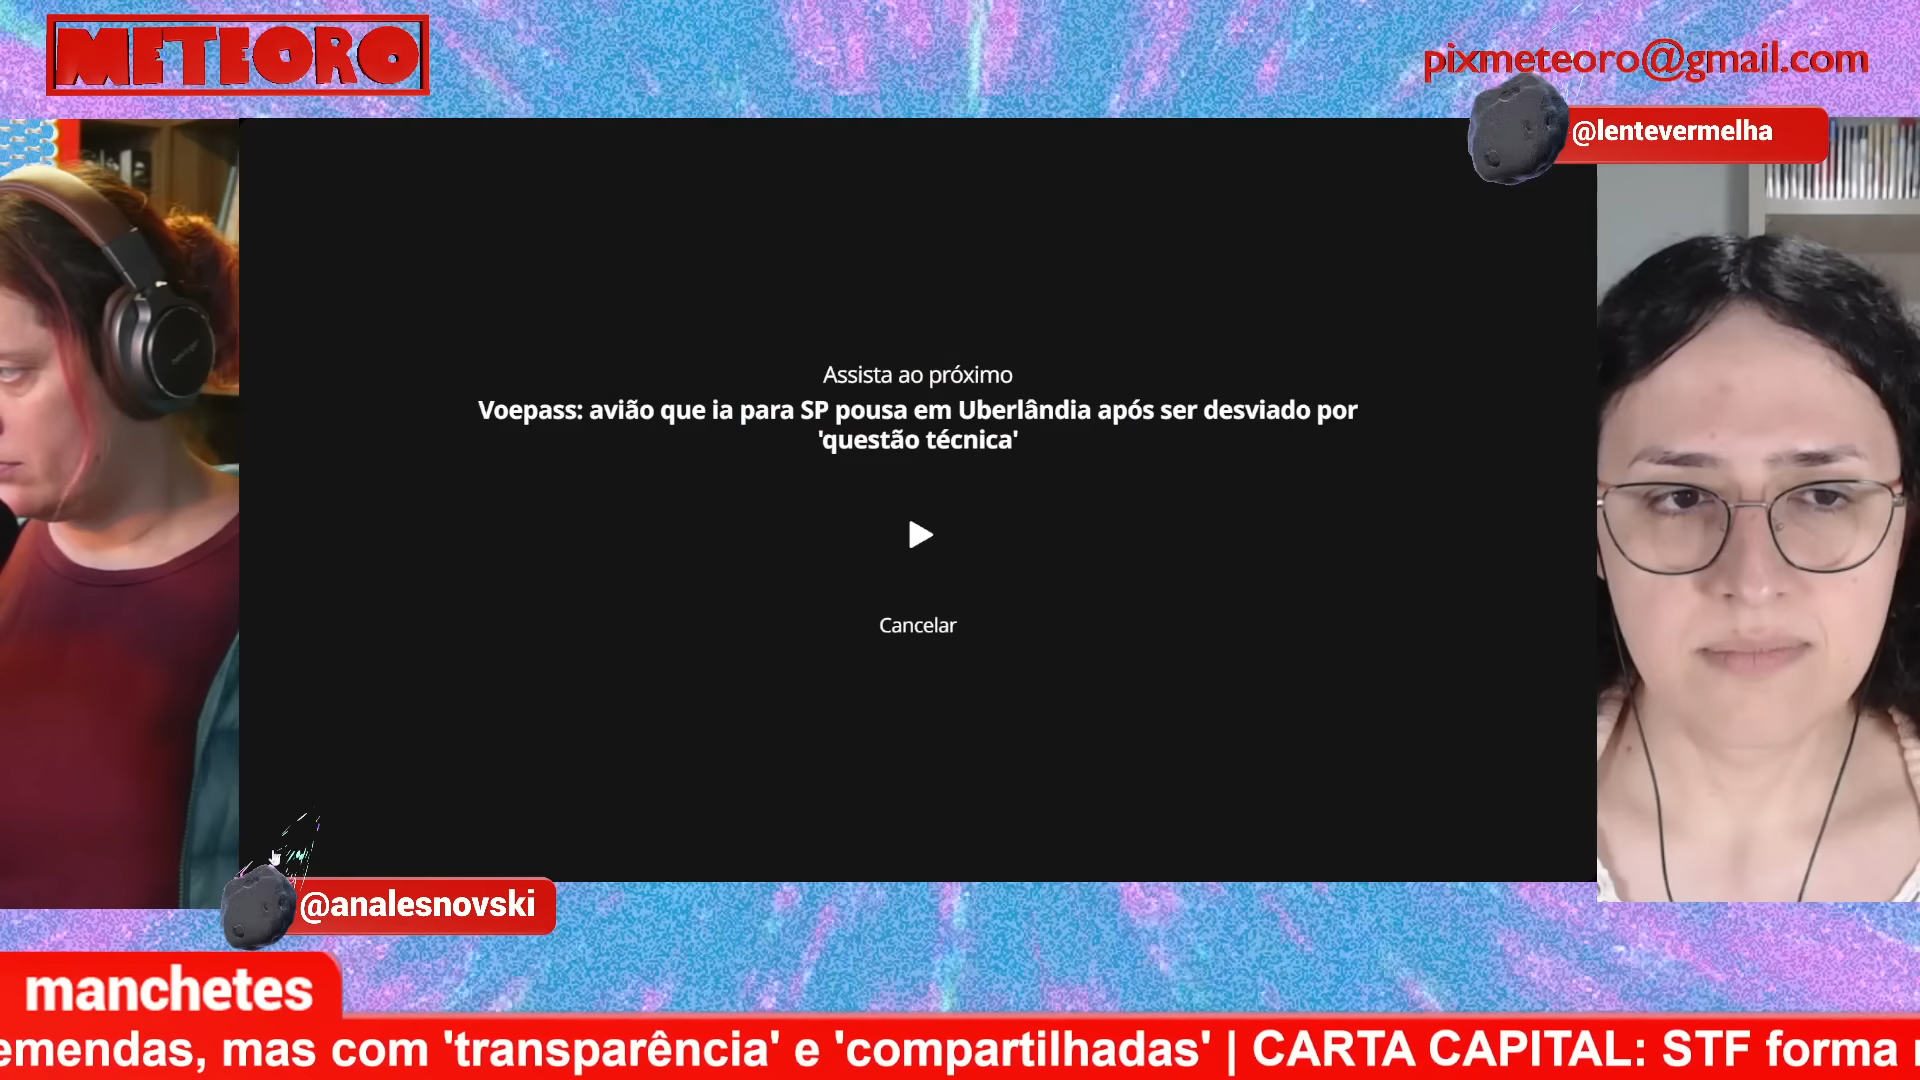 METEORO
pixmeteoro@gmail.com
@lentevermelha
Assista ao próximo
Voepass: avião que ia para SP pousa em Uberlândia após ser desviado por
'questão técnica'
Cancelar
@analesnovski
manchetes
emendas, mas com 'transparência' e 'compartilhadas' | CARTA CAPITAL: STF forma